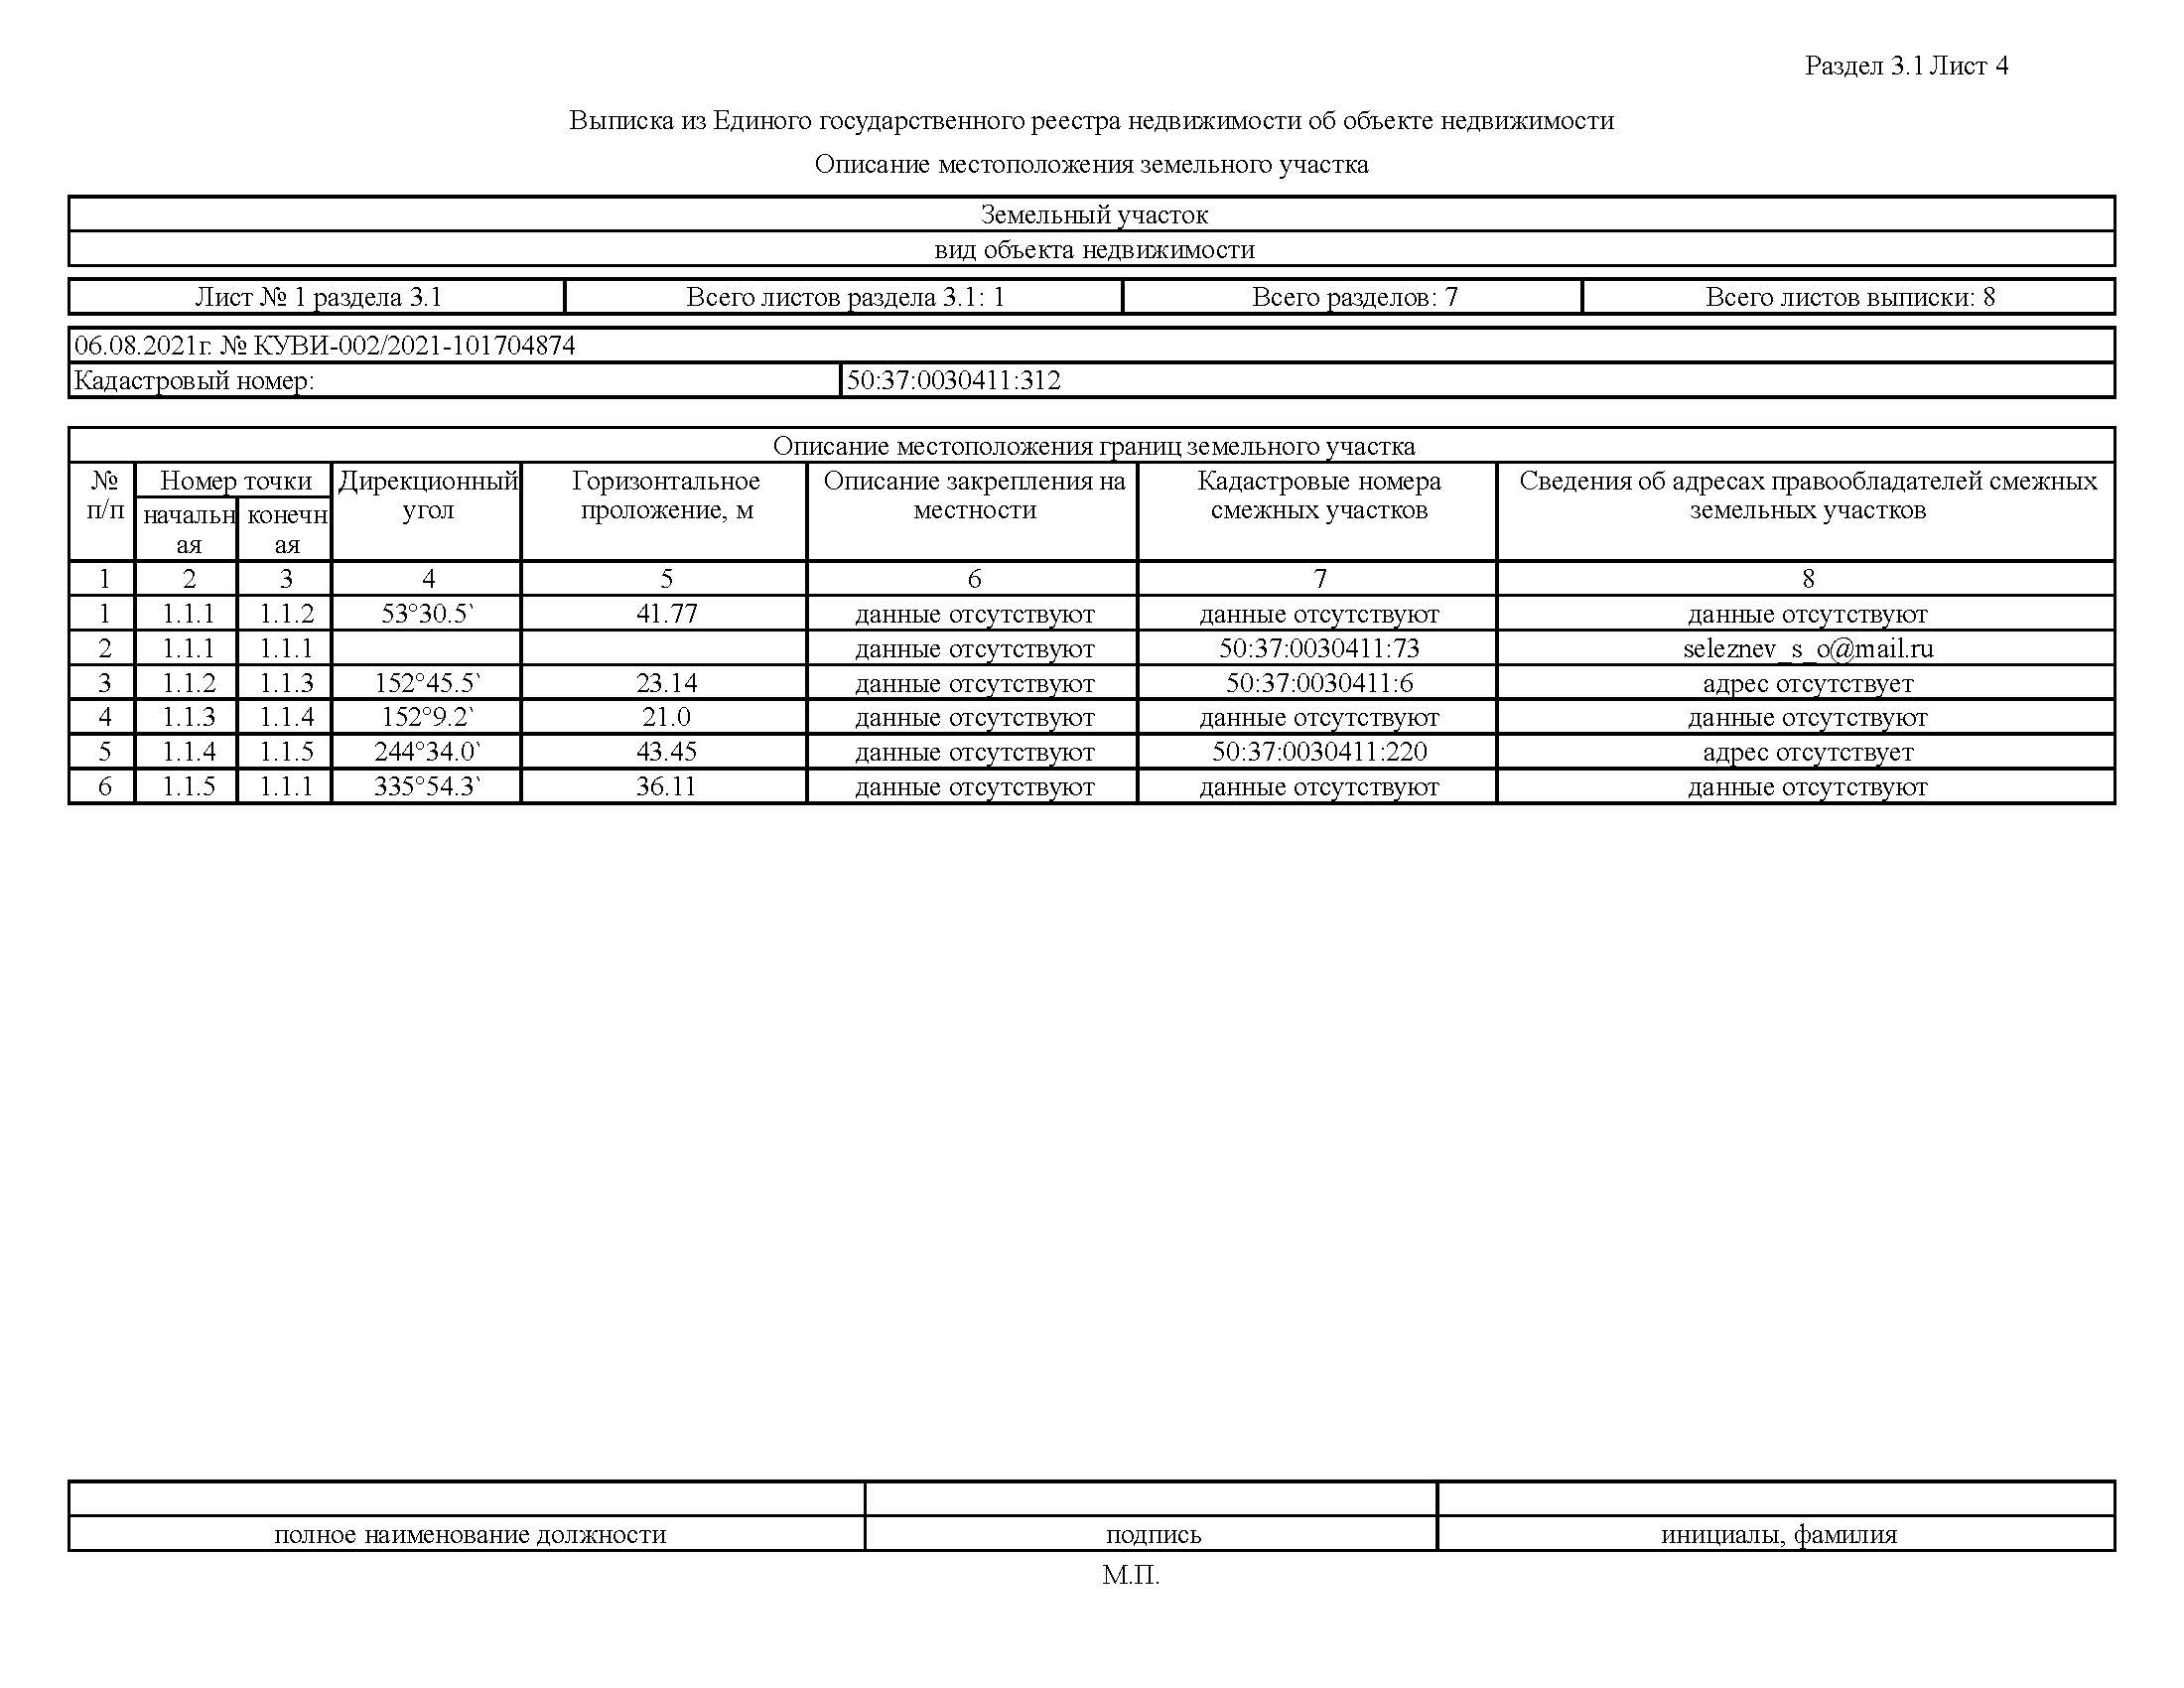 Раздел 3.1 Лист 4
Выписка из Единого государственного реестра недвижимости об объекте недвижимости
Описание местоположения земельного участка
Земельный участок
вид объекта недвижимости
Лист № 1 раздела 3.1 Всего листов раздела 3.1: 1 Всего разделов: 7 Всего листов выписки: 8
06.08.2021г. № КУВИ-002/2021-101704874
Кадастровый номер: 50:37:0030411:312
Описание местоположения границ земельного участка
№ Номер точки Дирекционный Горизонтальное Описание закрепления на Кадастровые номера Сведения об адресах правообладателей смежных
п/п начальн конечн угол проложение, м местности смежных участков земельных участков
ая ая
1 2 3 4 5 6 7 8
1 1.1.1 1.1.2 53°30.5` 41.77 данные отсутствуют данные отсутствуют данные отсутствуют
2 1.1.1 1.1.1 данные отсутствуют 50:37:0030411:73 seleznev_s_o@mail.ru
3 1.1.2 1.1.3 152°45.5` 23.14 данные отсутствуют 50:37:0030411:6 адрес отсутствует
4 1.1.3 1.1.4 152°9.2` 21.0 данные отсутствуют данные отсутствуют данные отсутствуют
5 1.1.4 1.1.5 244°34.0` 43.45 данные отсутствуют 50:37:0030411:220 адрес отсутствует
6 1.1.5 1.1.1 335°54.3` 36.11 данные отсутствуют данные отсутствуют данные отсутствуют
полное наименование должности подпись инициалы, фамилия
М.П.